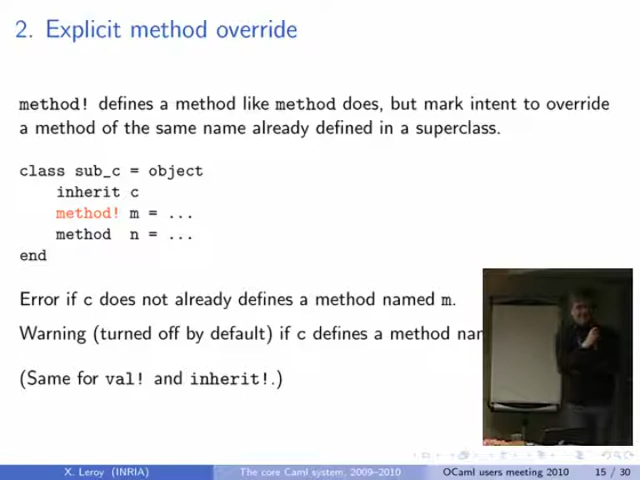 2. Explicit method override
method! defines a method like method does, but mark intent to override
a method of the same name already defined in a superclass.
class sub_c = object
inherit c
method! m = ...
method n = ...
end
Error if c does not already defines a method named m.
Warning (turned off by default) if c defines a method
(Same for val! and inherit!.)
X. Leroy (INRIA)
The core Caml system, 2009–2010
OCaml users meeting 2010
15 / 30